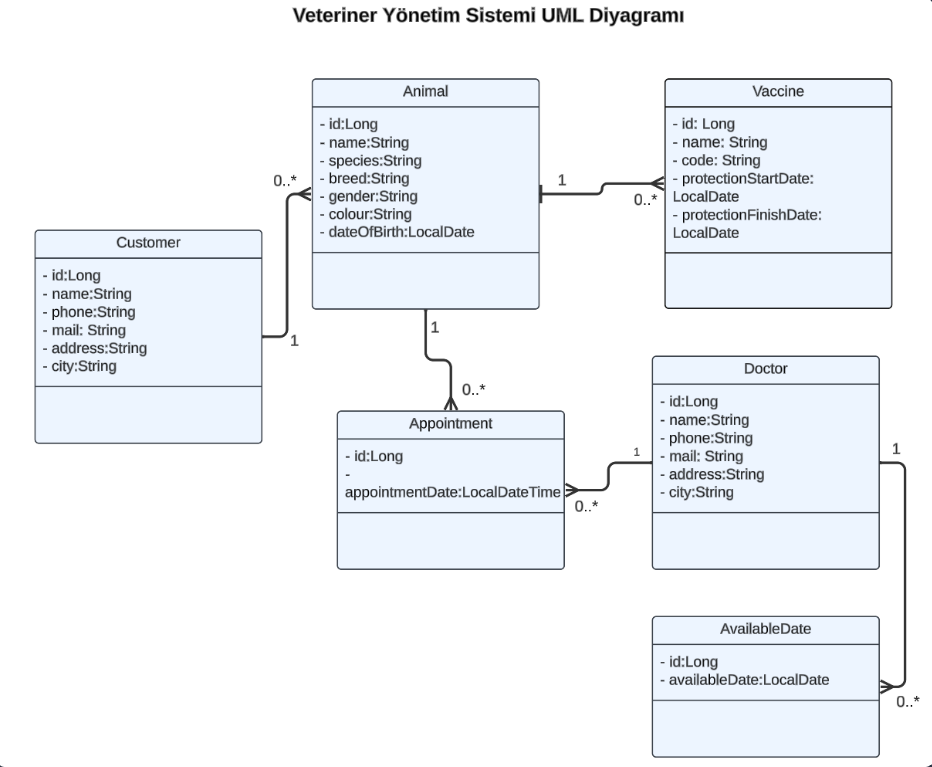 Veteriner Yönetim Sistemi UML Diyagramı
Animal
- id:Long
- name:String
- species:String
- breed:String
- gender:String
- colour:String
- dateOfBirth:LocalDate
Vaccine
- id: Long
- name: String
- code: String
- protectionStartDate:
LocalDate
- protectionFinishDate:
LocalDate
0..*
1
0..*
Customer
- id:Long
- name:String
- phone:String
- mail: String
- address:String
- city:String
1
1
0..*
Appointment
- id:Long
-
appointmentDate:LocalDateTime
1
0..*
Doctor
- id:Long
- name:String
- phone:String
- mail: String
- address:String
- city:String
1
AvailableDate
- id:Long
- availableDate:LocalDate
0..*